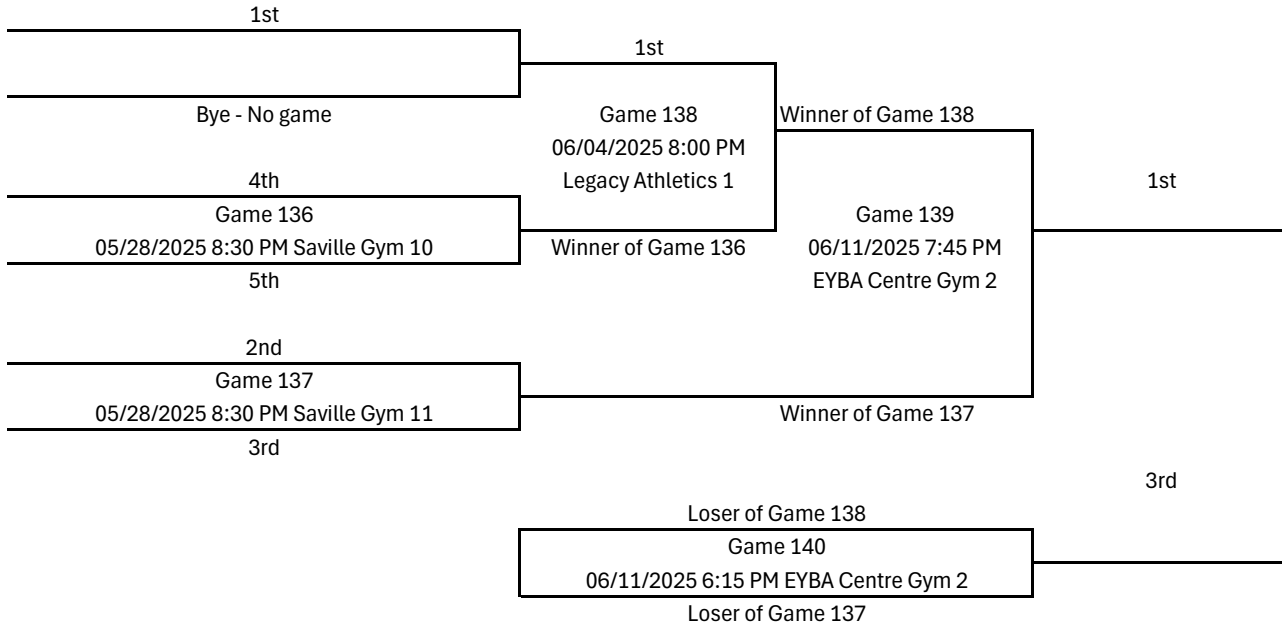 1st
Bye - No game
4th
Game 136
05/28/2025 8:30 PM Saville Gym 10
5th
2nd
Game 137
05/28/2025 8:30 PM Saville Gym 11
3rd
1st
Game 138
06/04/2025 8:00 PM
Legacy Athletics 1
Winner of Game 136
Winner of Game 138
Game 139
06/11/2025 7:45 PM
EYBA Centre Gym 2
Winner of Game 137
1st
Loser of Game 138
Game 140
06/11/2025 6:15 PM EYBA Centre Gym 2
Loser of Game 137
3rd